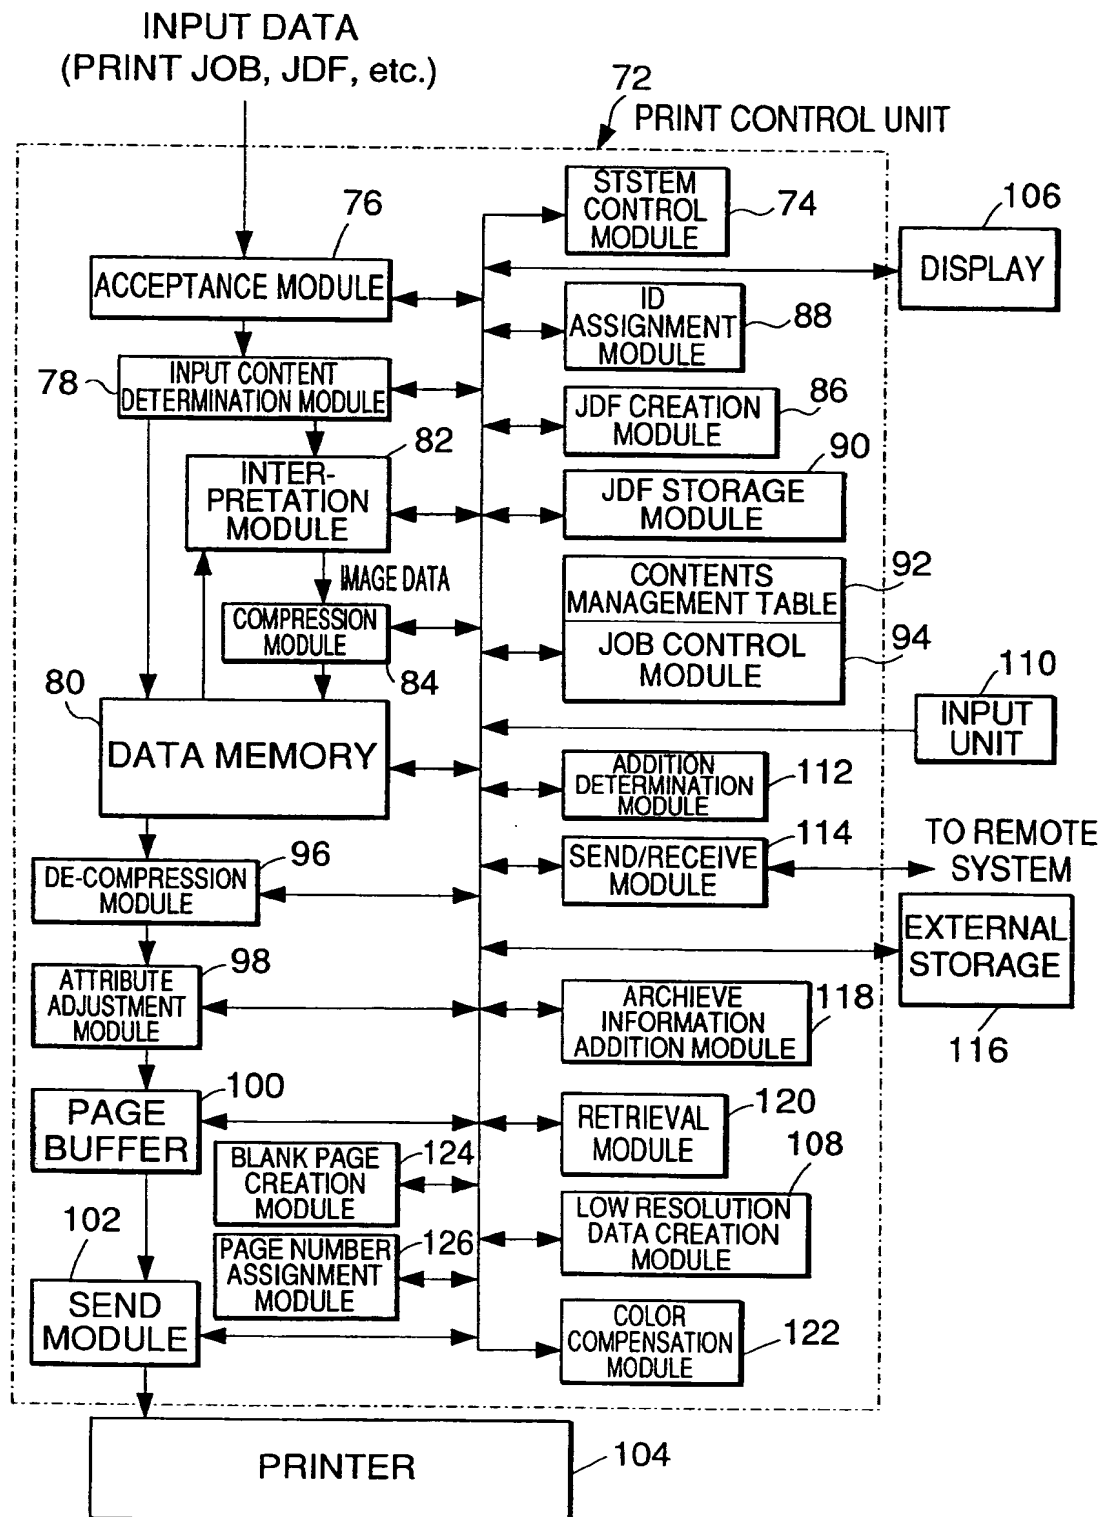 INPUT DATA
(PRINT JOB, JDF, etc.)
72
PRINT CONTROL UNIT
76
ACCEPTANCE MODULE
STSTEM
CONTROL
MODULE
74
106
DISPLAY
ID
ASSIGNMENT
MODULE
88
78
INPUT CONTENT
DETERMINATION MODULE
JDF CREATION
MODULE
86
82
INTER-
PRETATION
MODULE
90
JDF STORAGE
MODULE
IMAGE DATA
CONTENTS
MANAGEMENT TABLE
92
COMPRESSION
MODULE
84
JOB CONTROL
MODULE
94
80
DATA MEMORY
110
INPUT
UNIT
ADDITION
DETERMINATION
MODULE
112
96
DE-COMPRESSION
MODULE
SEND/RECEIVE
MODULE
114
TO REMOTE
SYSTEM
EXTERNAL
STORAGE
116
98
ATTRIBUTE
ADJUSTMENT
MODULE
ARCHIEVE
INFORMATION
ADDITION MODULE
118
100
PAGE
BUFFER
RETRIEVAL
MODULE
120
BLANK PAGE
CREATION
MODULE
124
108
LOW RESOLUTION
DATA CREATION
MODULE
102
SEND
MODULE
PAGE NUMBER
ASSIGNMENT
MODULE
126
COLOR
COMPENSATION
MODULE
122
PRINTER
104